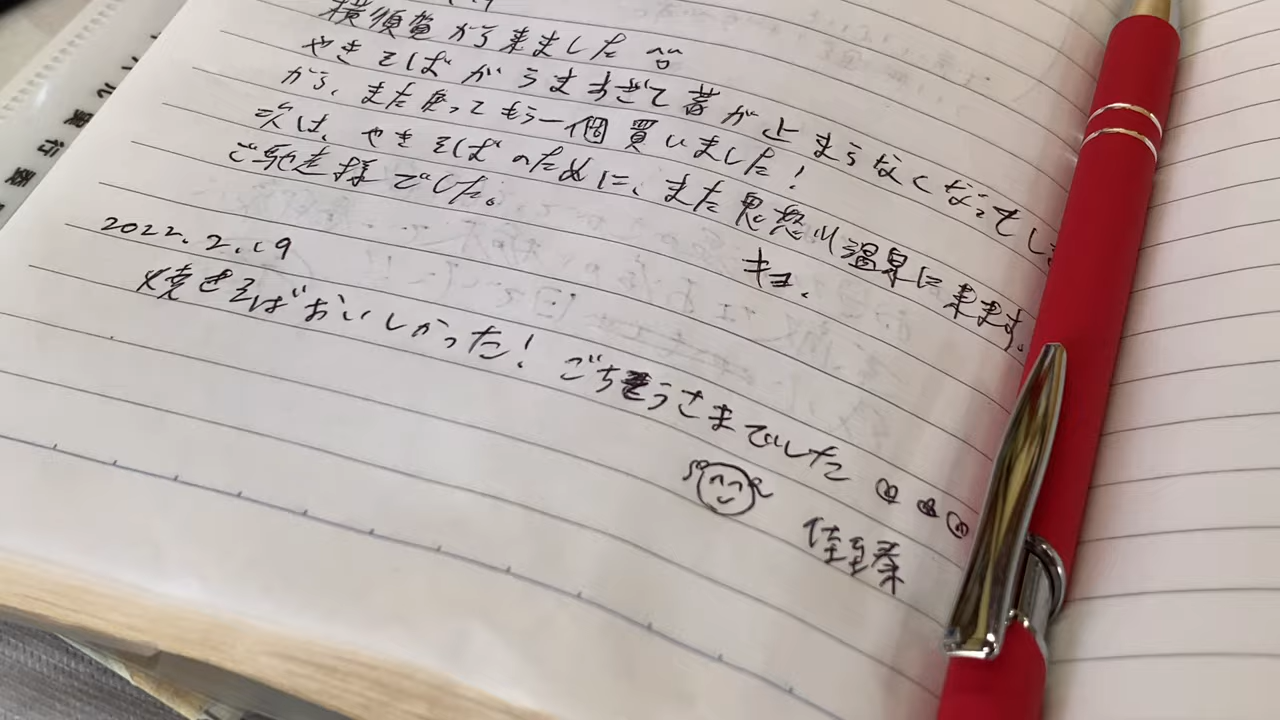 横須賀から来ました
やきそばがうますぎて箸が止まらなくなってし
から、また戻ってもう一個買いました!
次は、やきそばのために、また鬼怒川温泉に来ます。
ご馳走様でした。
2022.2.19
焼きそばおいしかった! ごちそうさまでした